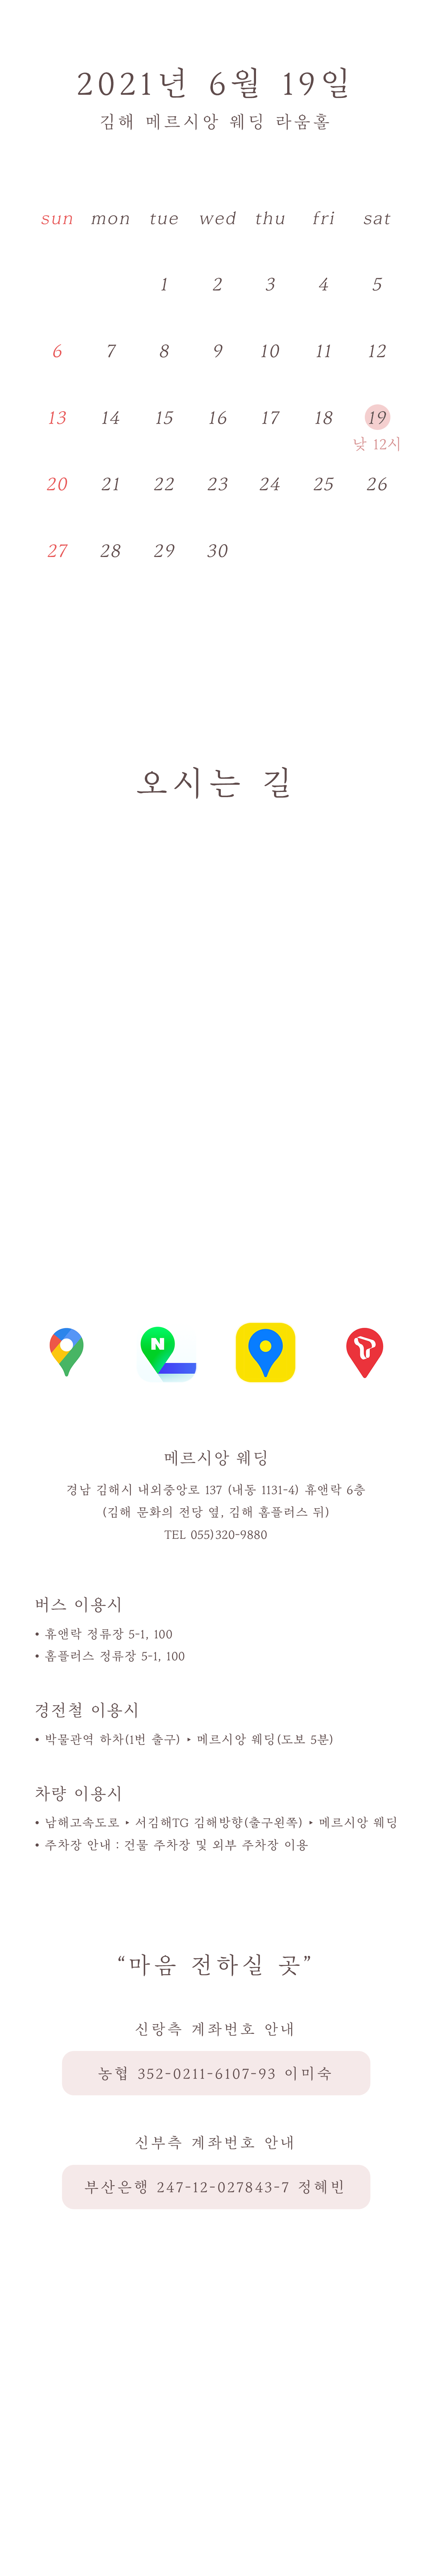 2021년 6월 19일
김해 메르시앙 웨딩 라움홀
sun mon tue wed thu fri sat
1 2 3 4 5
6 7 8 9 10 11 12
13 14 15 16 17 18 19
낮 12시
20 21 22 23 24 25 26
27 28 29 30
오시는 길
N
메르시앙 웨딩
경남 김해시 내외중앙로 137 (내동 1131-4) 휴앤락 6층
(김해 문화의 전당 옆, 김해 홈플러스 뒤)
TEL 055)320-9880
버스 이용시
• 휴앤락 정류장 5-1, 100
• 홈플러스 정류장 5-1, 100
경전철 이용시
• 박물관역 하차(1번 출구) ‣ 메르시앙 웨딩(도보 5분)
차량 이용시
• 남해고속도로 ‣ 서김해TG 김해방향(출구왼쪽) ‣ 메르시앙 웨딩
• 주차장 안내 : 건물 주차장 및 외부 주차장 이용
“마음 전하실 곳”
신랑측 계좌번호 안내
농협 352-0211-6107-93 이미숙
신부측 계좌번호 안내
부산은행 247-12-027843-7 정혜빈